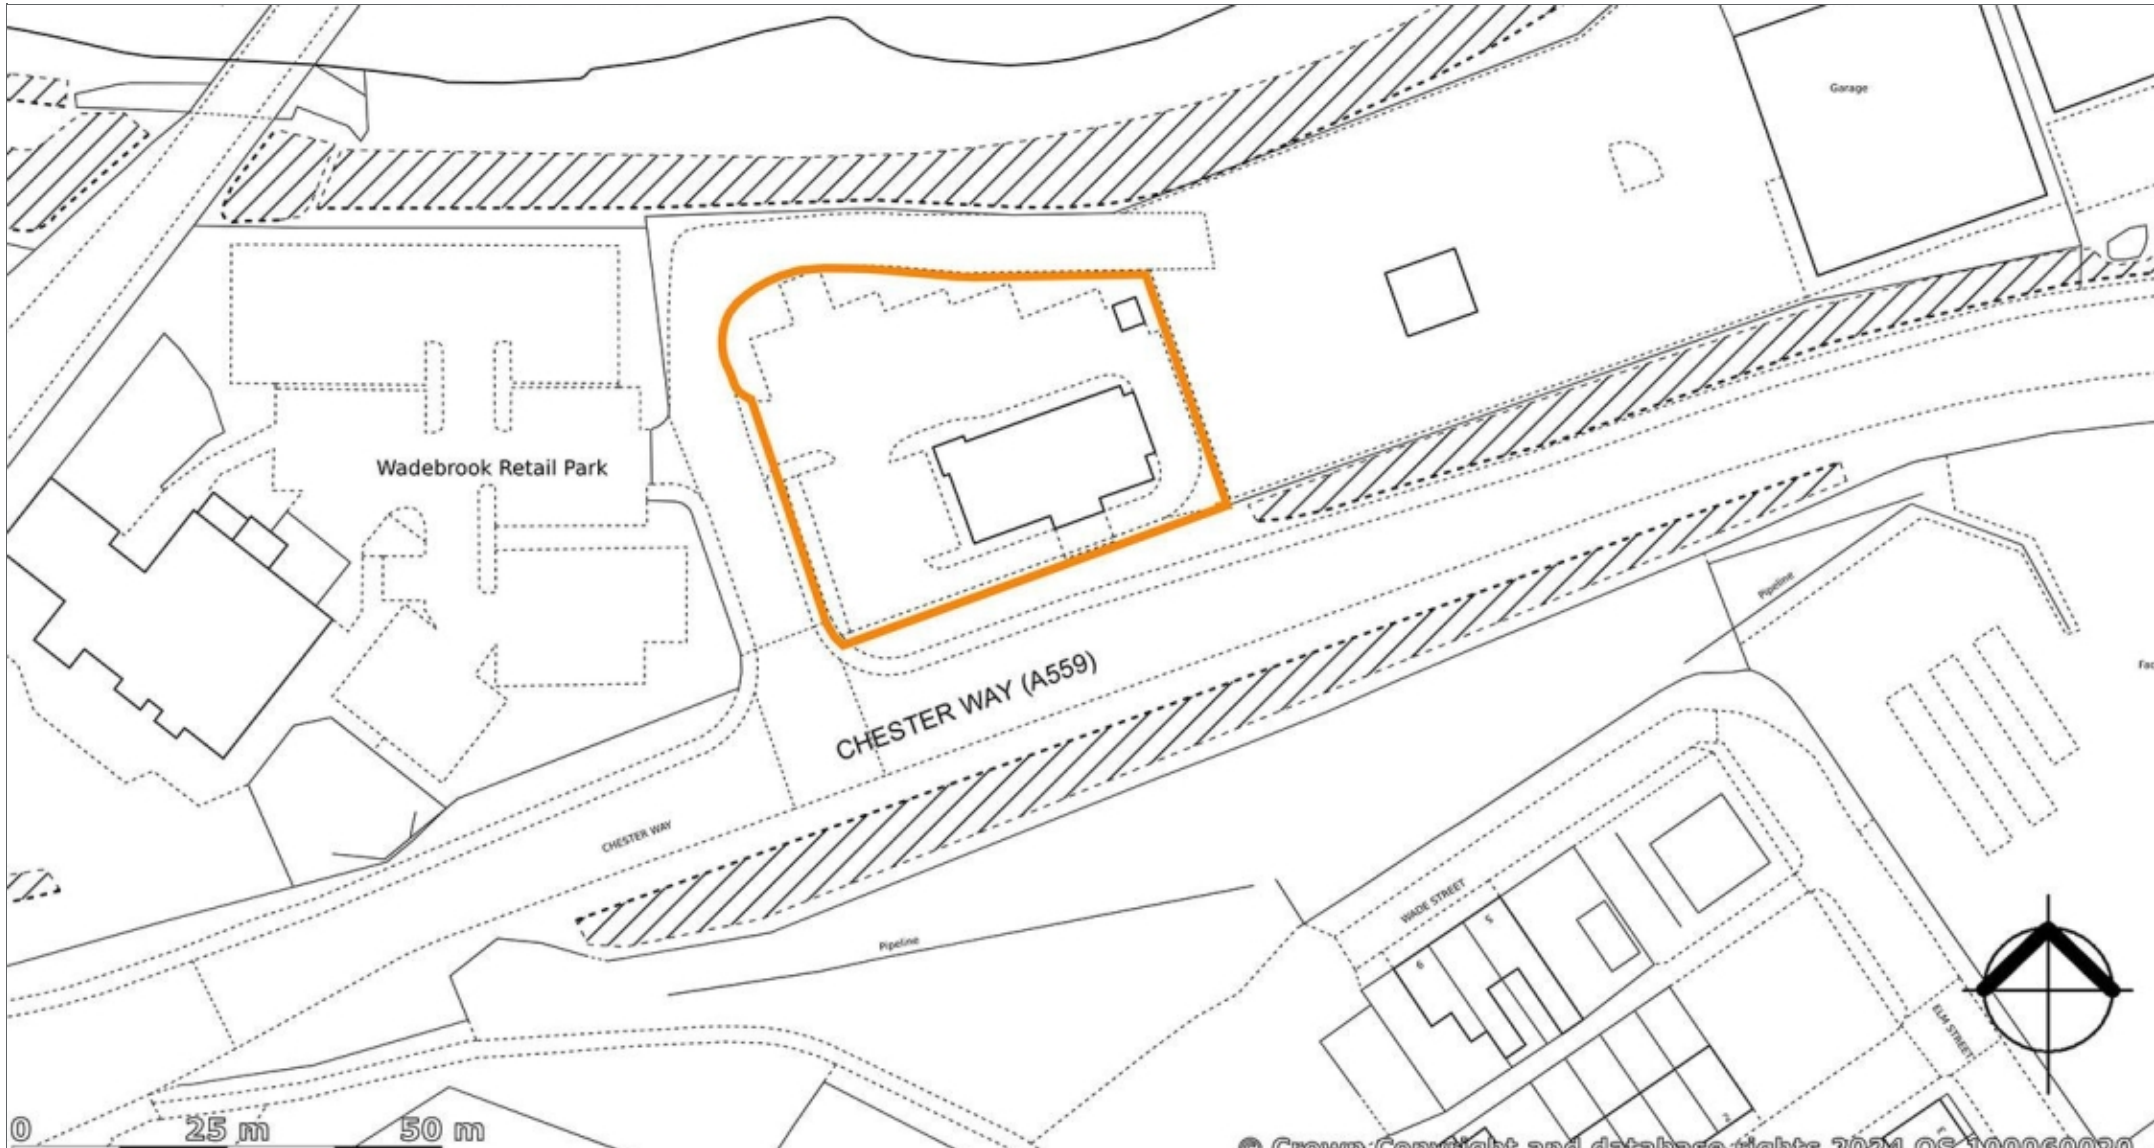 Garage
Wadebrook Retail Park
Pipeline
CHESTER WAY (A559)
CHESTER WAY
WADE STREET
5
6
Pipeline
ELM STREET
0 25 m 50 m